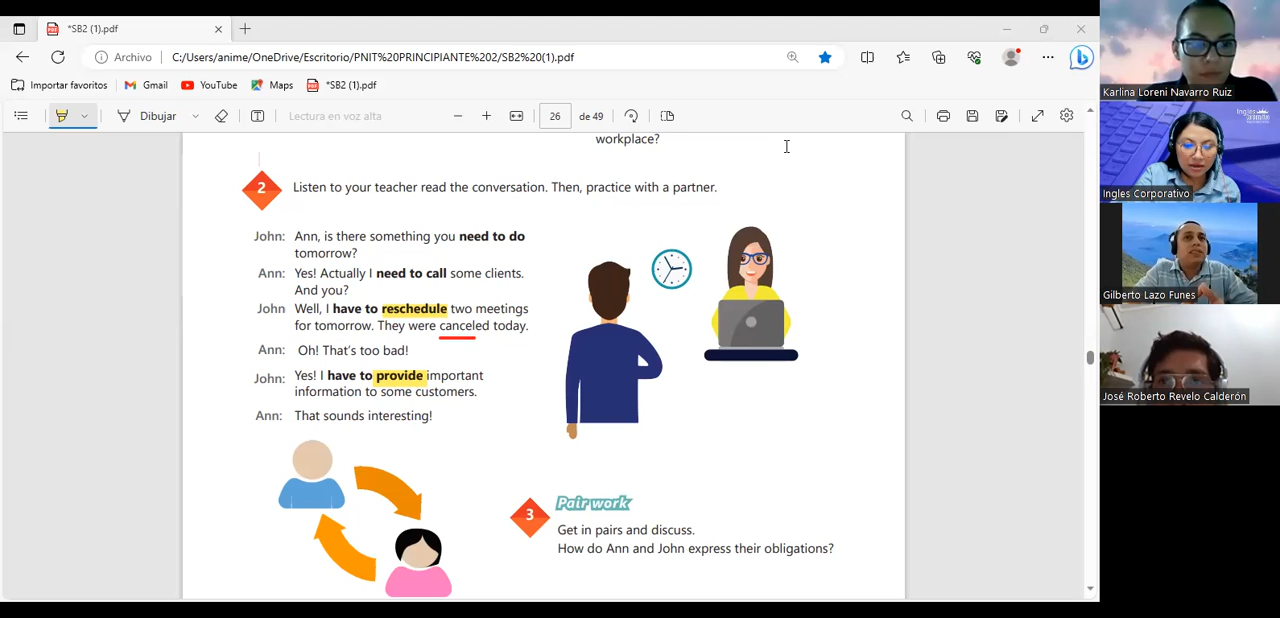 *SB2 (1).pdf
Archivo
C:/Users/anime/OneDrive/Escritorio/PNIT%20PRINCIPIANTE%202/SB2%20(1).pdf
Importar favoritos
Gmail
YouTube
Maps
*SB2 (1).pdf
Dibujar
Lectura en voz alta
26
de 49
workplace?
2
Listen to your teacher read the conversation. Then, practice with a partner.
John: Ann, is there something you need to do
tomorrow?
Ann: Yes! Actually I need to call some clients.
And you?
John Well, I have to reschedule two meetings
for tomorrow. They were canceled today.
Ann: Oh! That's too bad!
John: Yes! I have to provide important
information to some customers.
Ann: That sounds interesting!
3
Pair work
Get in pairs and discuss.
How do Ann and John express their obligations?
Karlina Loreni Navarro Ruiz
Ingles Corporativo
Gilberto Lazo Funes
José Roberto Revelo Calderón